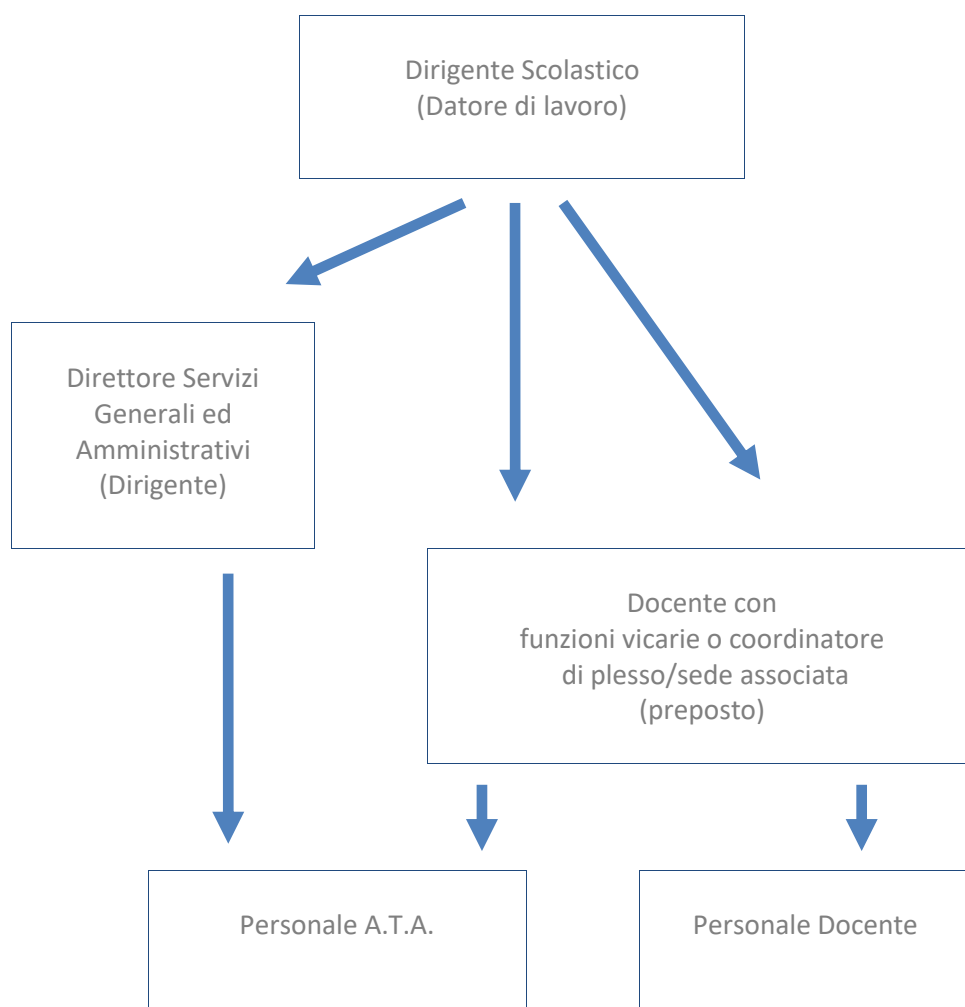 Dirigente Scolastico
(Datore di lavoro)
Direttore Servizi
Generali ed
Amministrativi
(Dirigente)
Docente con
funzioni vicarie o coordinatore
di plesso/sede associata
(preposto)
Personale A.T.A.
Personale Docente